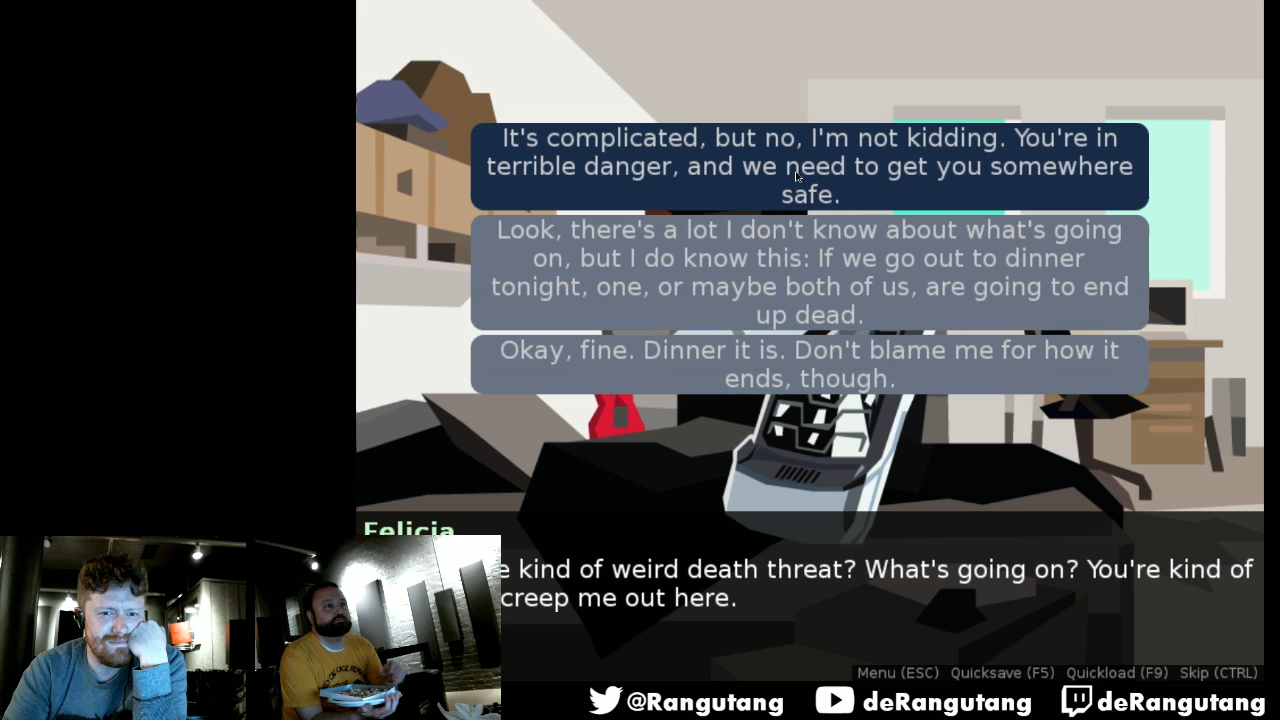 It's complicated, but no, I'm not kidding. You're in
terrible danger, and we need to get you somewhere
safe.
Look, there's a lot I don't know about what's going
on, but I do know this: If we go out to dinner
tonight, one, or maybe both of us, are going to end
up dead.
Okay, fine. Dinner it is. Don't blame me for how it
ends, though.
Felicia
kind of weird death threat? What's going on? You're kind of
creep me out here.
Menu (ESC) Quicksave (F5) Quickload (F9) Skip (CTRL)
@Rangutang deRangutang deRangutang